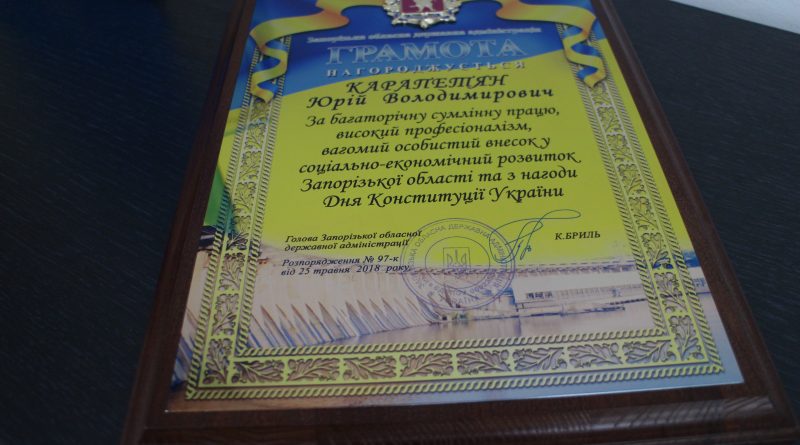 Запорізька обласна державна адміністрація
ГРАМОТА
НАГОРОДЖУЄТЬСЯ
КАРАПЕТЯН
Юрій Володимирович
За багаторічну сумлінну працю,
високий професіоналізм,
вагомий особистий внесок у
соціально-економічний розвиток
Запорізької області та з нагоди
Дня Конституції України
Голова Запорізької обласної
державної адміністрації
К.БРИЛЬ
Розпорядження № 97-к
від 25 травня 2018 року